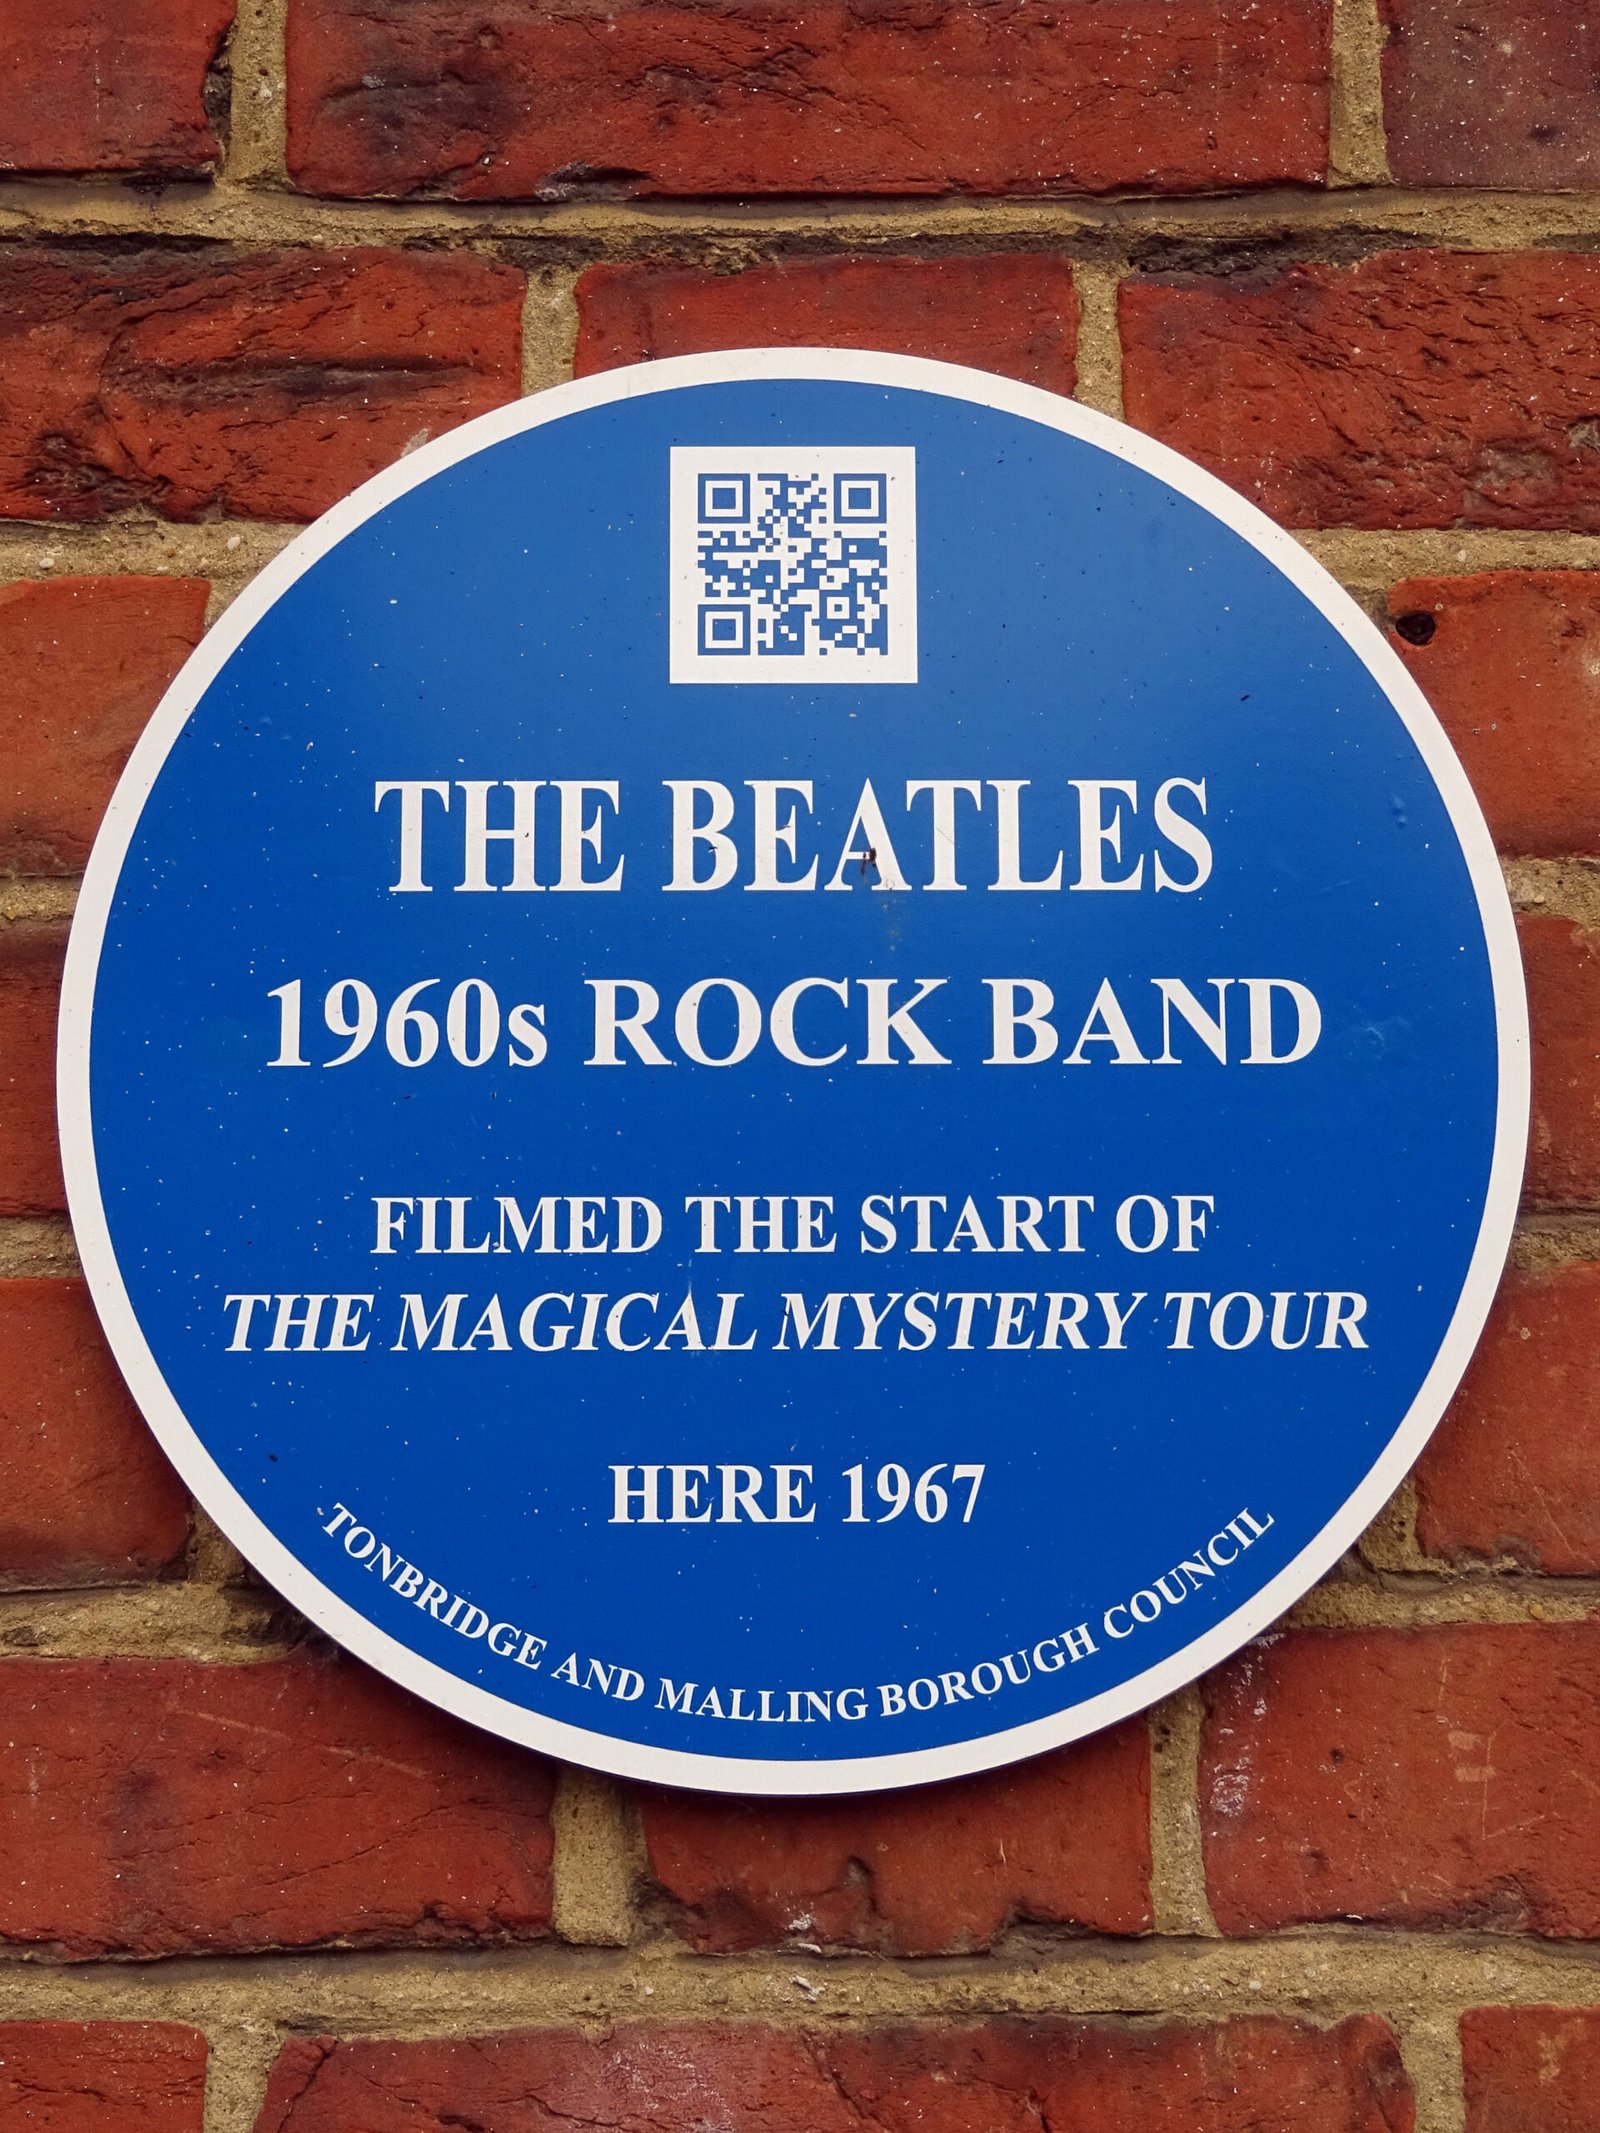 THE BEATLES
1960s ROCK BAND
FILMED THE START OF
THE MAGICAL MYSTERY TOUR
HERE 1967
TONBRIDGE AND MALLING BOROUGH COUNCIL